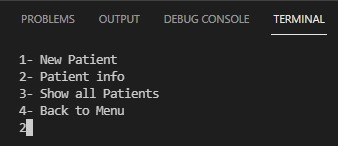 PROBLEMS OUTPUT DEBUG CONSOLE TERMINAL
1- New Patient
2- Patient info
3- Show all Patients
4- Back to Menu
2